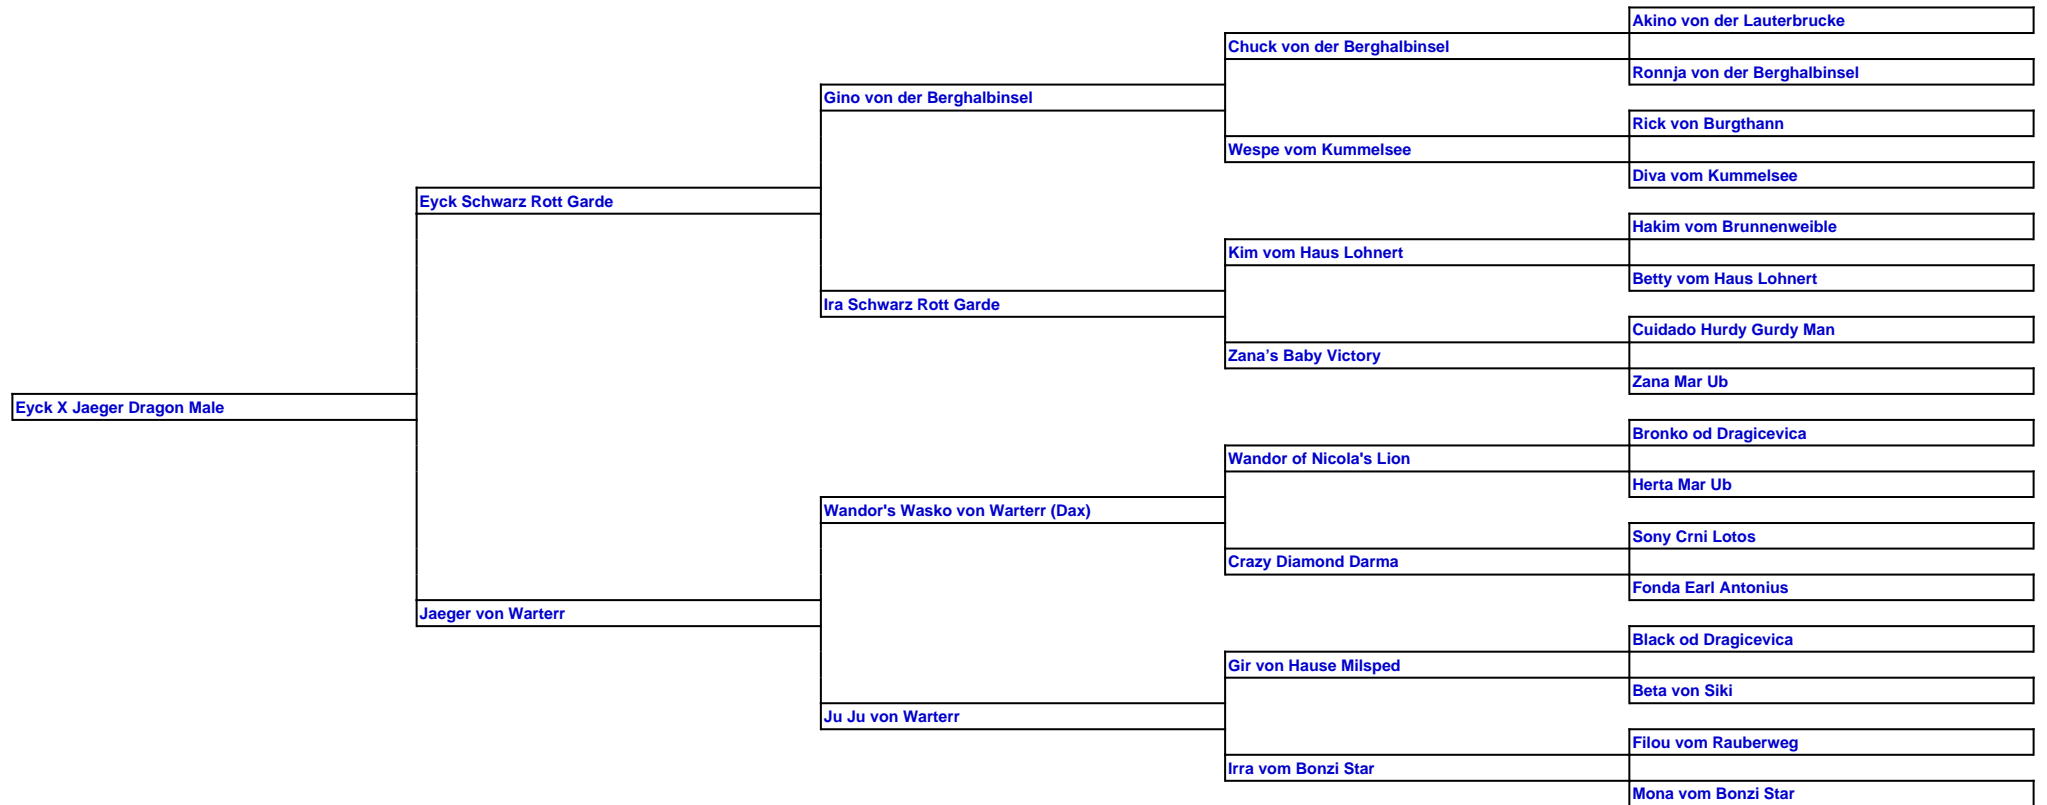 Akino von der Lauterbrucke
Chuck von der Berghalbinsel
Ronnja von der Berghalbinsel
Gino von der Berghalbinsel
Rick von Burgthann
Wespe vom Kummelsee
Diva vom Kummelsee
Eyck Schwarz Rott Garde
Hakim vom Brunnenweible
Kim vom Haus Lohnert
Betty vom Haus Lohnert
Ira Schwarz Rott Garde
Cuidado Hurdy Gurdy Man
Zana’s Baby Victory
Zana Mar Ub
Eyck X Jaeger Dragon Male
Bronko od Dragicevica
Wandor of Nicola's Lion
Herta Mar Ub
Wandor's Wasko von Warterr (Dax)
Sony Crni Lotos
Crazy Diamond Darma
Fonda Earl Antonius
Jaeger von Warterr
Black od Dragicevica
Gir von Hause Milsped
Beta von Siki
Ju Ju von Warterr
Filou vom Rauberweg
Irra vom Bonzi Star
Mona vom Bonzi Star